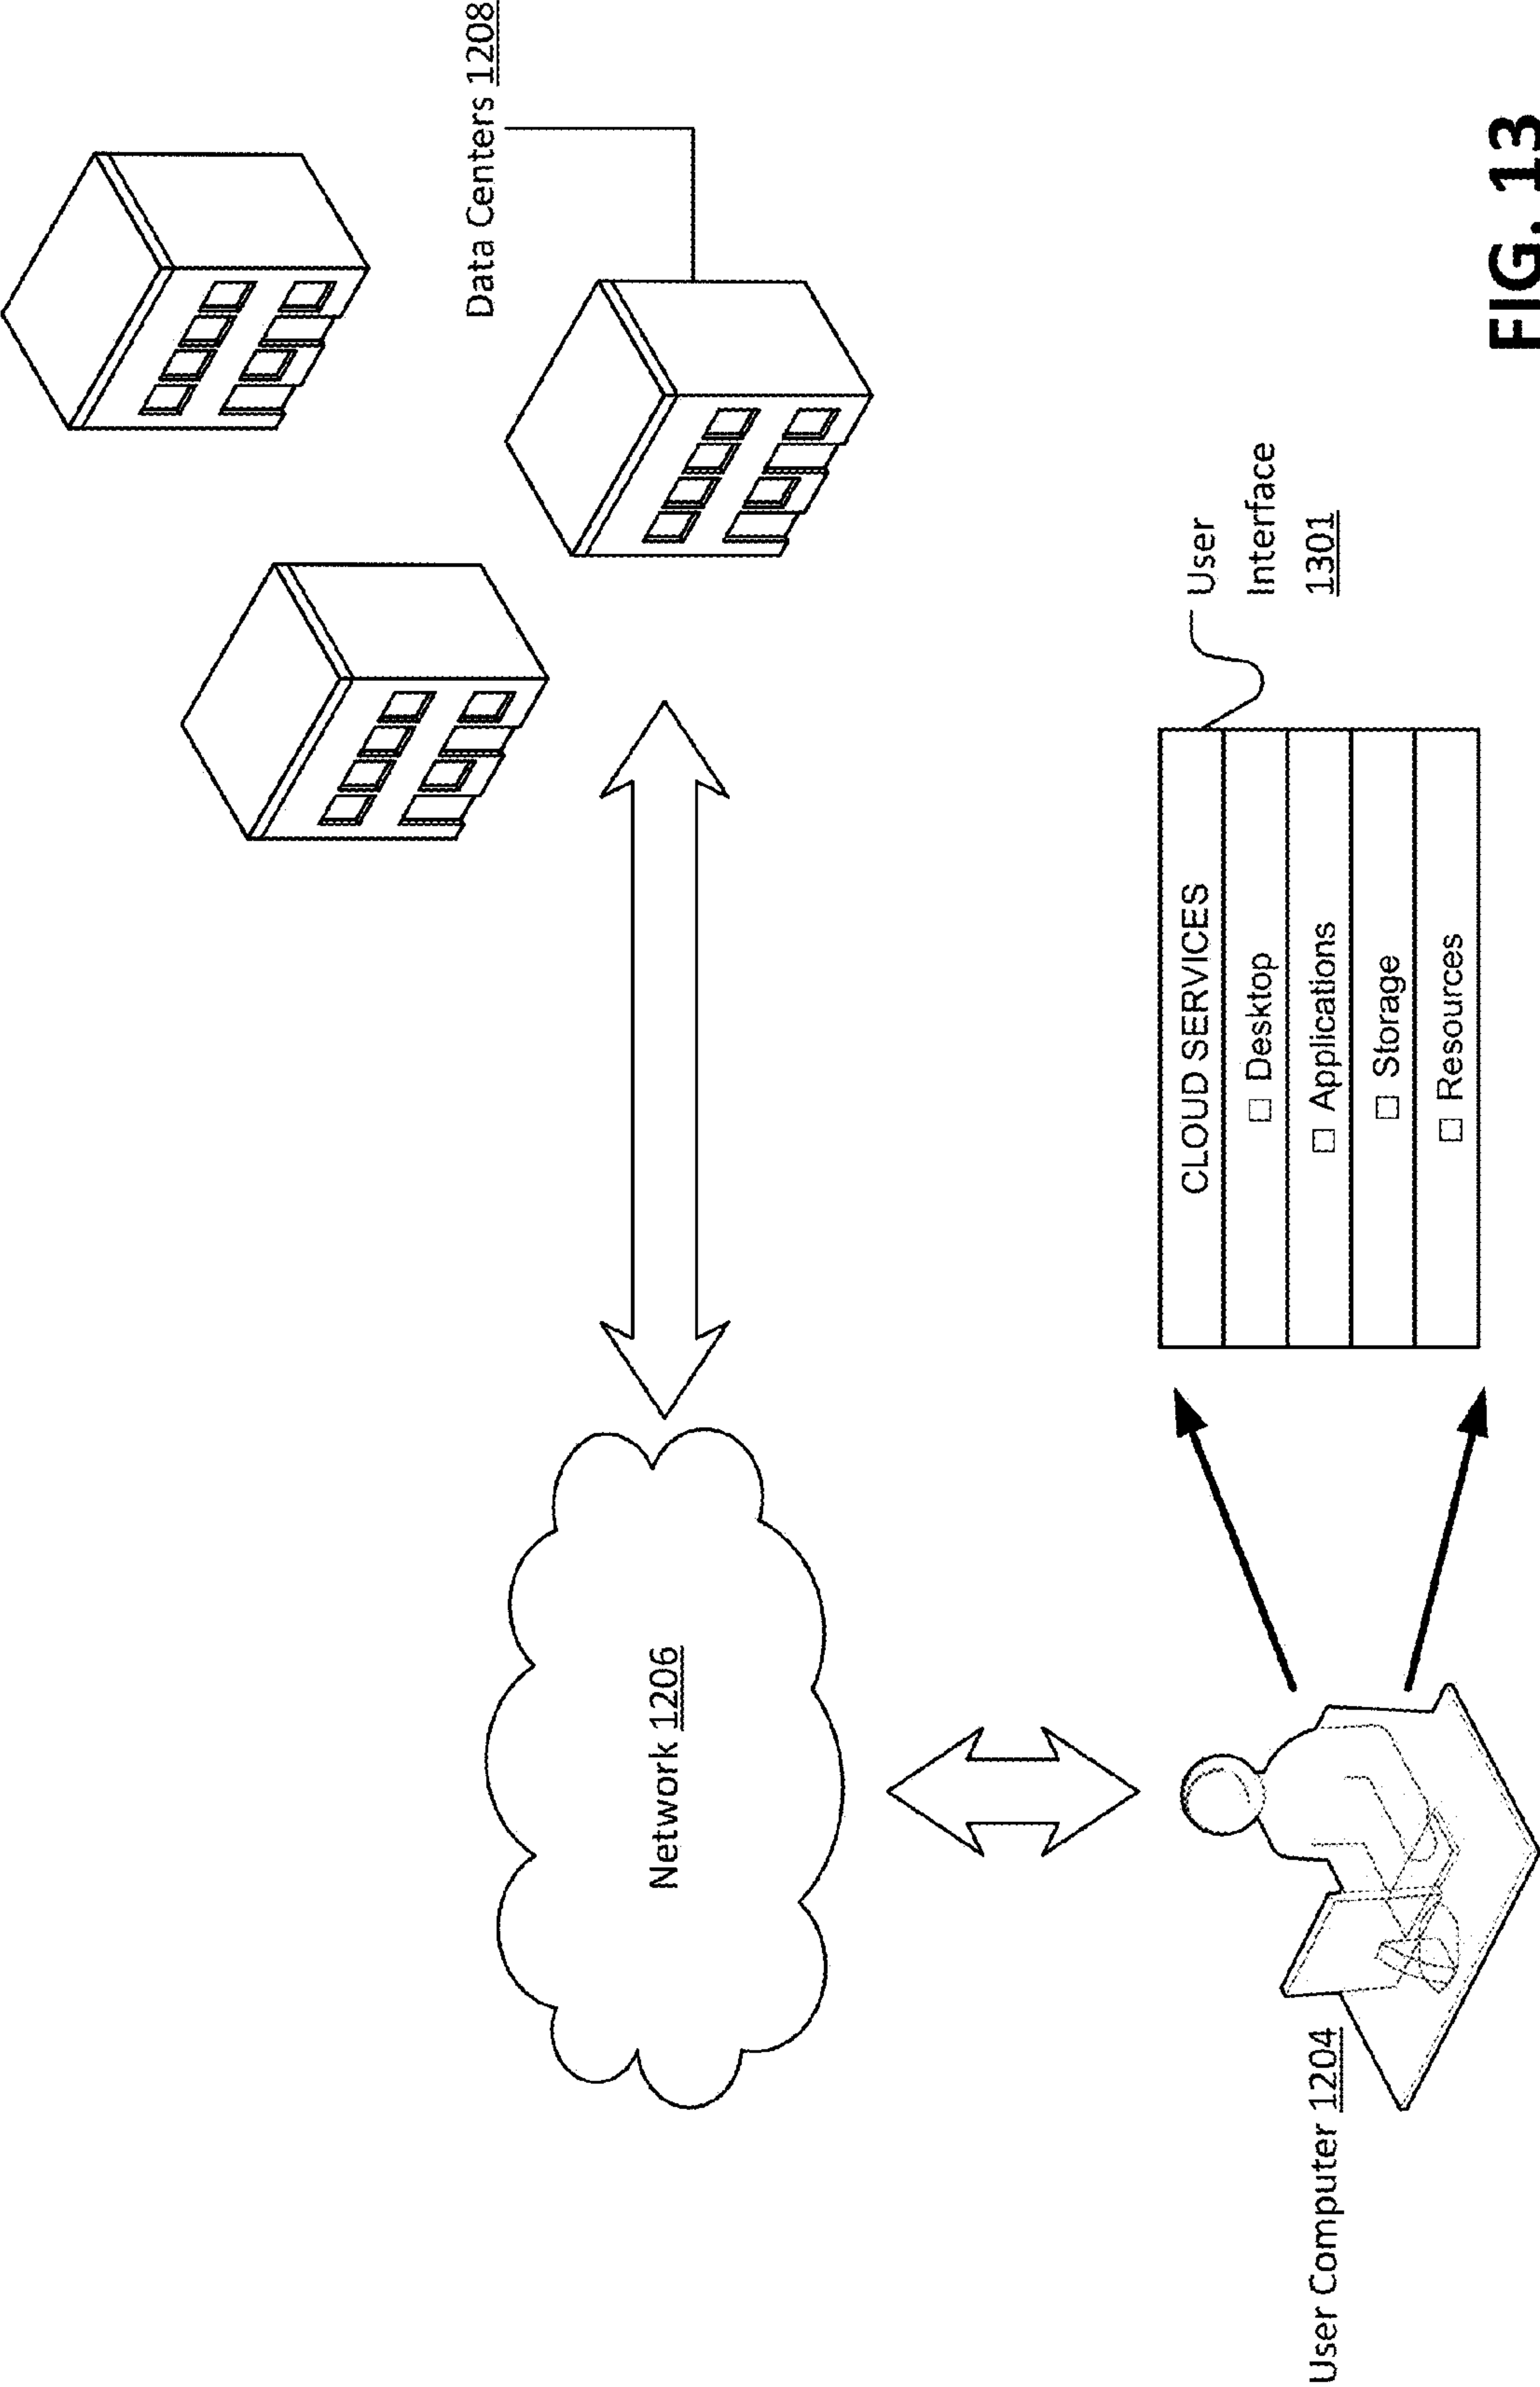 Data Centers 1208
Network 1206
User Computer 1204
CLOUD SERVICES
□ Desktop
□ Applications
□ Storage
□ Resources
User
Interface
1301
FIG. 13